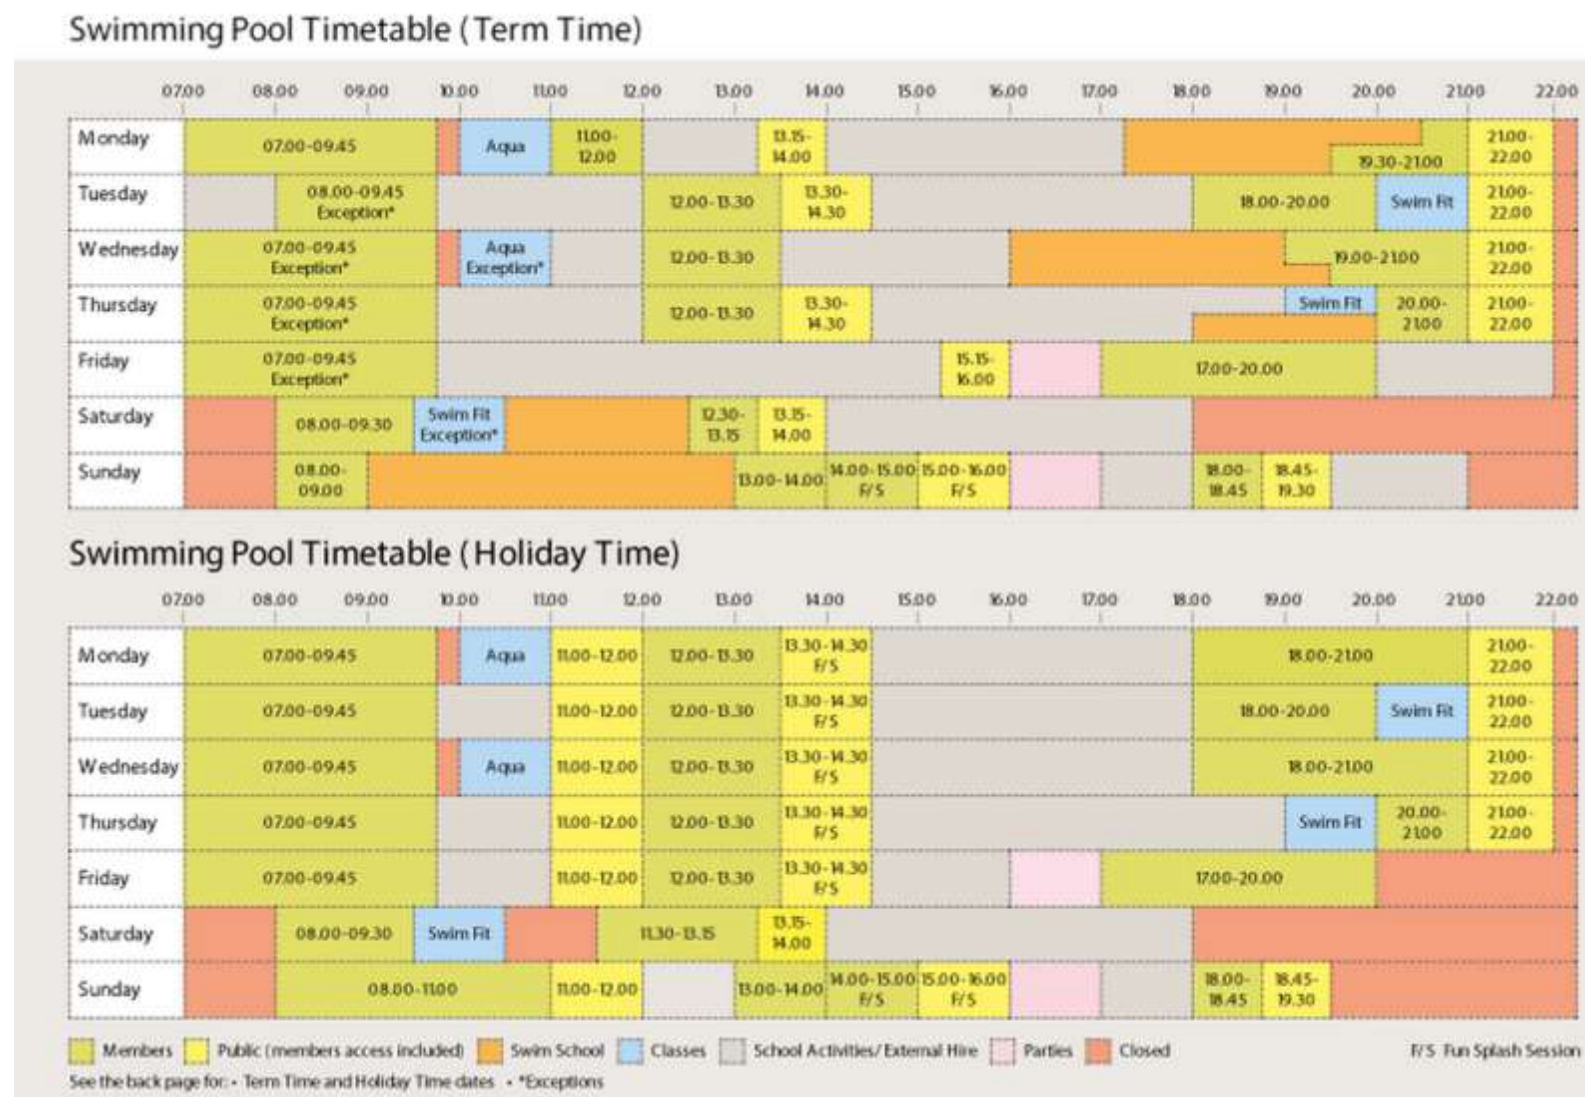 Swimming Pool Timetable (Term Time)
07.00 08.00 09.00 10.00 11.00 12.00 13.00 14.00 15.00 16.00 17.00 18.00 19.00 20.00 21.00 22.00
Monday 07.00-09.45 Aqua 11.00-12.00 13.15-14.00 19.30-21.00 21.00-22.00
Tuesday 08.00-09.45 Exception* 12.00-13.30 13.30-14.30 18.00-20.00 Swim Fit 21.00-22.00
Wednesday 07.00-09.45 Exception* Aqua Exception* 12.00-13.30 19.00-21.00 21.00-22.00
Thursday 07.00-09.45 Exception* 12.00-13.30 13.30-14.30 Swim Fit 20.00-21.00 21.00-22.00
Friday 07.00-09.45 Exception* 15.15-16.00 17.00-20.00
Saturday 08.00-09.30 Swim Fit Exception* 12.30-13.15 13.15-14.00
Sunday 08.00-09.00 13.00-14.00 14.00-15.00 F/S 15.00-16.00 F/S 18.00-18.45 18.45-19.30
Swimming Pool Timetable (Holiday Time)
07.00 08.00 09.00 10.00 11.00 12.00 13.00 14.00 15.00 16.00 17.00 18.00 19.00 20.00 21.00 22.00
Monday 07.00-09.45 Aqua 11.00-12.00 12.00-13.30 13.30-14.30 F/S 18.00-21.00 21.00-22.00
Tuesday 07.00-09.45 11.00-12.00 12.00-13.30 13.30-14.30 F/S 18.00-20.00 Swim Fit 21.00-22.00
Wednesday 07.00-09.45 Aqua 11.00-12.00 12.00-13.30 13.30-14.30 F/S 18.00-21.00 21.00-22.00
Thursday 07.00-09.45 11.00-12.00 12.00-13.30 13.30-14.30 F/S Swim Fit 20.00-21.00 21.00-22.00
Friday 07.00-09.45 11.00-12.00 12.00-13.30 13.30-14.30 F/S 17.00-20.00
Saturday 08.00-09.30 Swim Fit 11.30-13.15 13.15-14.00
Sunday 08.00-11.00 11.00-12.00 13.00-14.00 14.00-15.00 F/S 15.00-16.00 F/S 18.00-18.45 18.45-19.30
Members Public (members access included) Swim School Classes School Activities/External Hire Parties Closed F/S Fun Splash Session
See the back page for: • Term Time and Holiday Time dates • *Exceptions